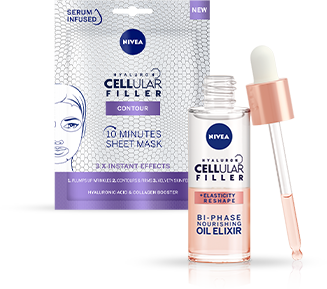 SERUM
INFUSED
NEW
NIVEA
HYALURON
CELLULAR
FILLER
CONTOUR
10 MINUTES
SHEET MASK
3 X INSTANT EFFECTS
HYALURONIC ACID & COLLAGEN BOOSTER
NIVEA
HYALURON
CELLULAR
FILLER
+ELASTICITY
RESHAPE
BI-PHASE
NOURISHING
OIL ELIXIR